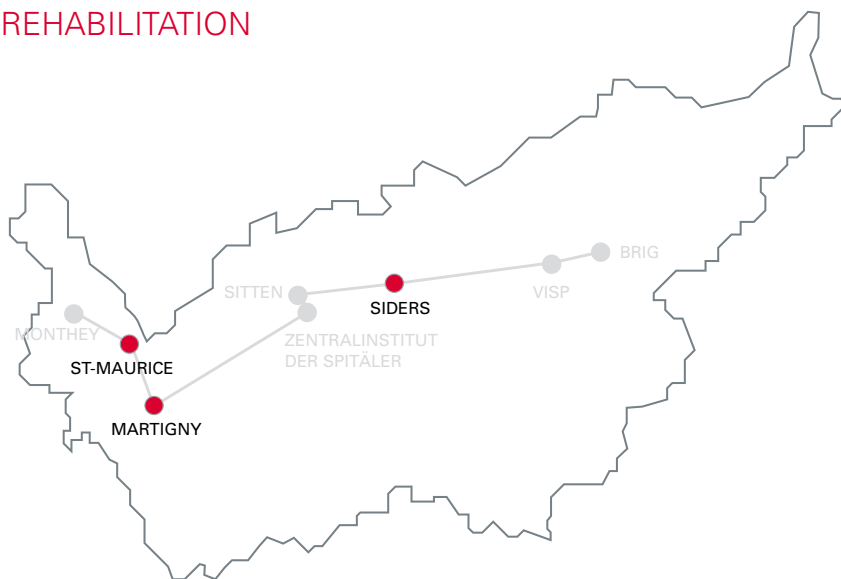 REHABILITATION
BRIG
SITTEN
VISP
SIDERS
MONTHEY
ZENTRALINSTITUT
DER SPITÄLER
ST-MAURICE
MARTIGNY